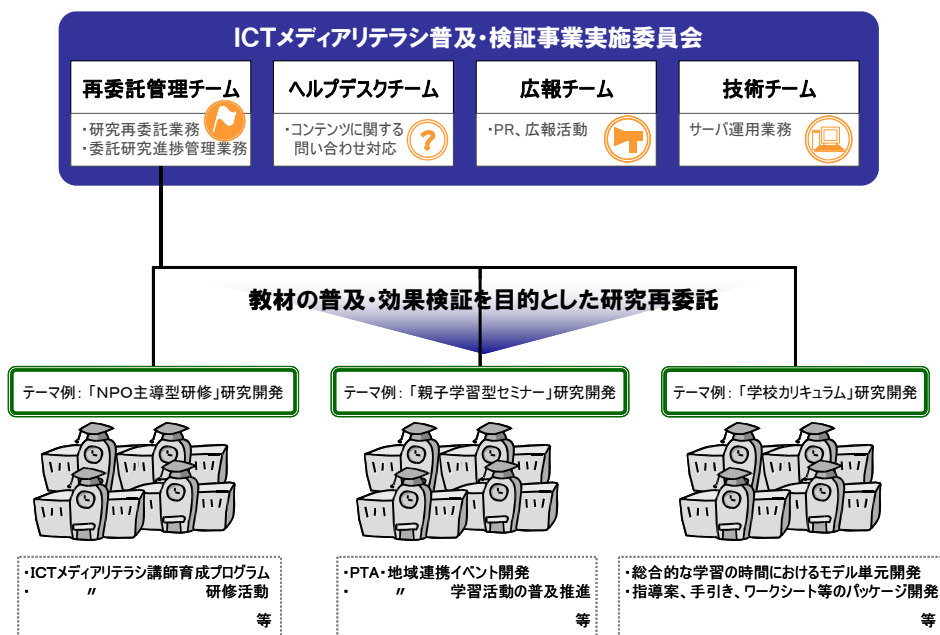 ICTメディアリテラシ普及・検証事業実施委員会
再委託管理チーム
・研究再委託業務
・委託研究進捗管理業務
ヘルプデスクチーム
・コンテンツに関する
問い合わせ対応
?
広報チーム
・PR、広報活動
技術チーム
サーバ運用業務
教材の普及・効果検証を目的とした研究再委託
テーマ例：「NPO主導型研修」研究開発
テーマ例：「親子学習型セミナー」研究開発
テーマ例：「学校カリキュラム」研究開発
・ICTメディアリテラシ講師育成プログラム
・ 〃 研修活動
等
・PTA・地域連携イベント開発
・ 〃 学習活動の普及推進
等
・総合的な学習の時間におけるモデル単元開発
・指導案、手引き、ワークシート等のパッケージ開発
等